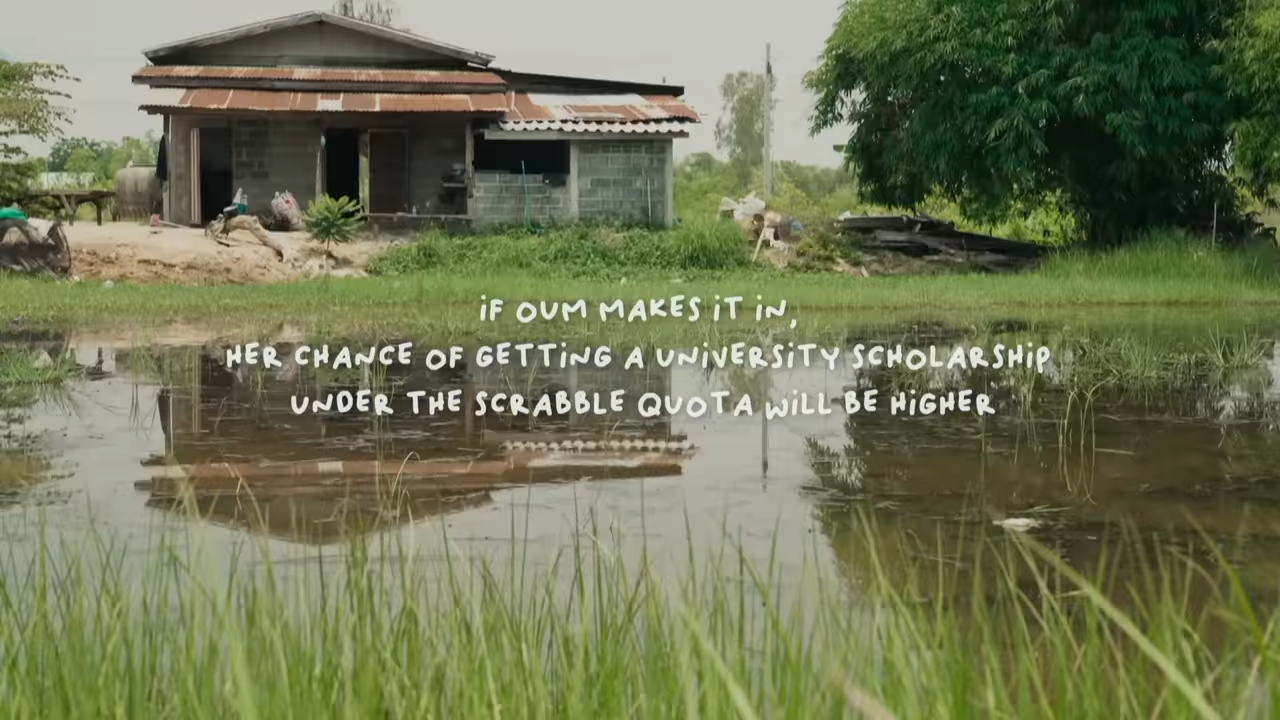 iF OUM MAKES iT iN,
HER CHANCE OF GETTiNG A UNiVERSiTY SCHOLARSHiP
UNDER THE SCRABBLE QUOTA WiLL BE HiGHER